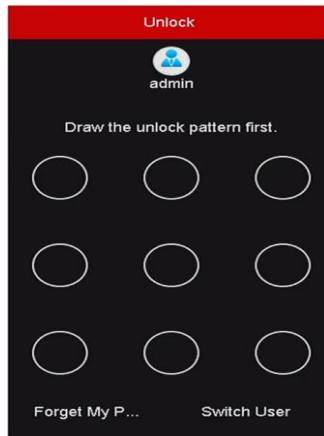 Unlock
admin
Draw the unlock pattern first.
Forget My P... Switch User